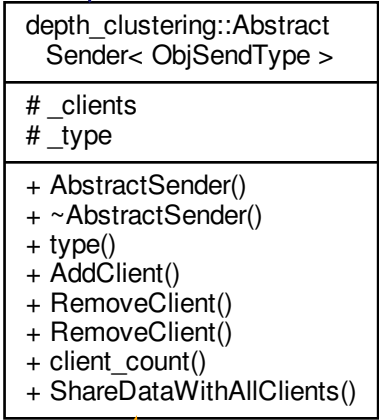 depth_clustering::Abstract
Sender< ObjSendType >
# _clients
# _type
+ AbstractSender()
+ ~AbstractSender()
+ type()
+ AddClient()
+ RemoveClient()
+ RemoveClient()
+ client_count()
+ ShareDataWithAllClients()